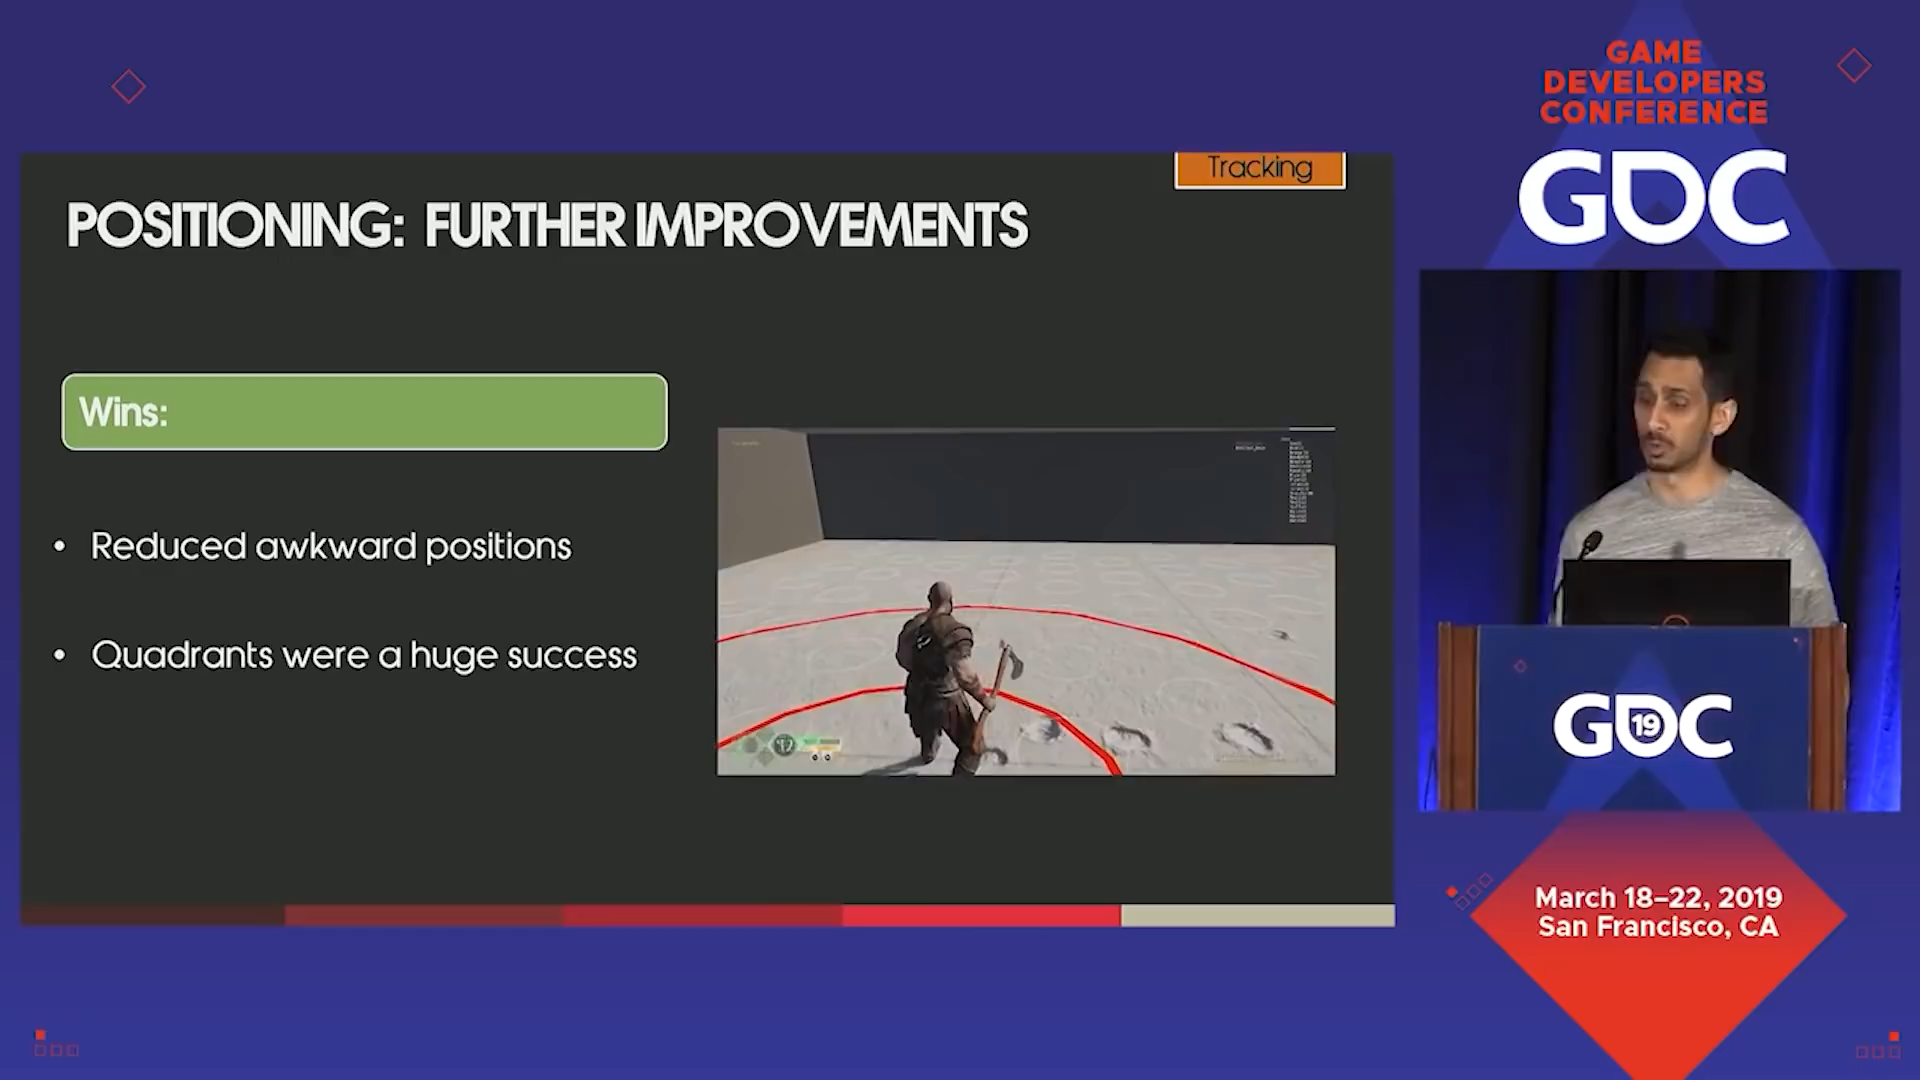 GAME
DEVELOPERS
CONFERENCE
GDC
Tracking
POSITIONING: FURTHER IMPROVEMENTS
Wins:
• Reduced awkward positions
• Quadrants were a huge success
GDC
19
March 18–22, 2019
San Francisco, CA